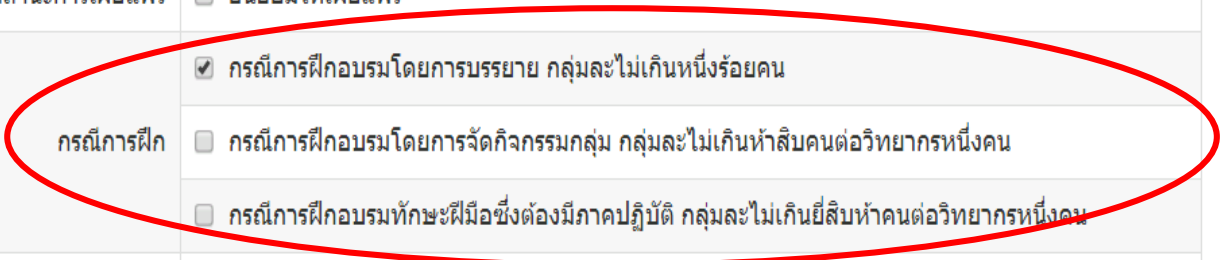 กรณีการฝึกอบรมโดยการบรรยาย กลุ่มละไม่เกินหนึ่งร้อยคน
กรณีการฝึก กรณีการฝึกอบรมโดยการจัดกิจกรรมกลุ่ม กลุ่มละไม่เกินห้าสิบคนต่อวิทยากรหนึ่งคน
กรณีการฝึกอบรมทักษะฝีมือซึ่งต้องมีภาคปฏิบัติ กลุ่มละไม่เกินยี่สิบห้าคนต่อวิทยากรหนึ่งคน